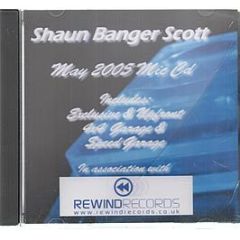 Shaun Banger Scott
May 2005 Mix Cd
Includes:
Exclusive & Upfront
4x4 Garage &
Speed Garage
In association with
REWINDRECORDS
www.rewindrecords.co.uk